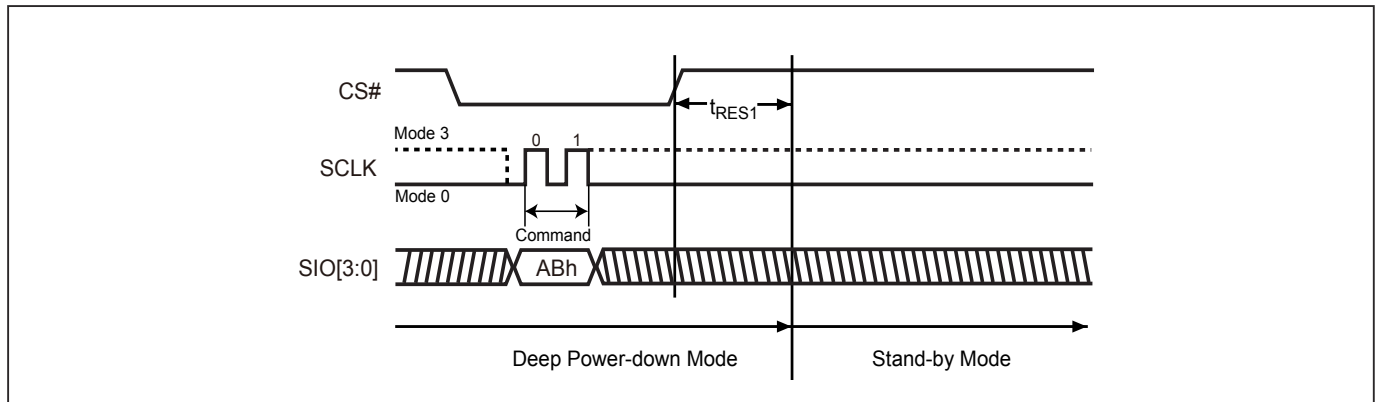 CS#
tRES1
Mode 3
0 1
SCLK
Mode 0
Command
SIO[3:0]
ABh
Deep Power-down Mode
Stand-by Mode